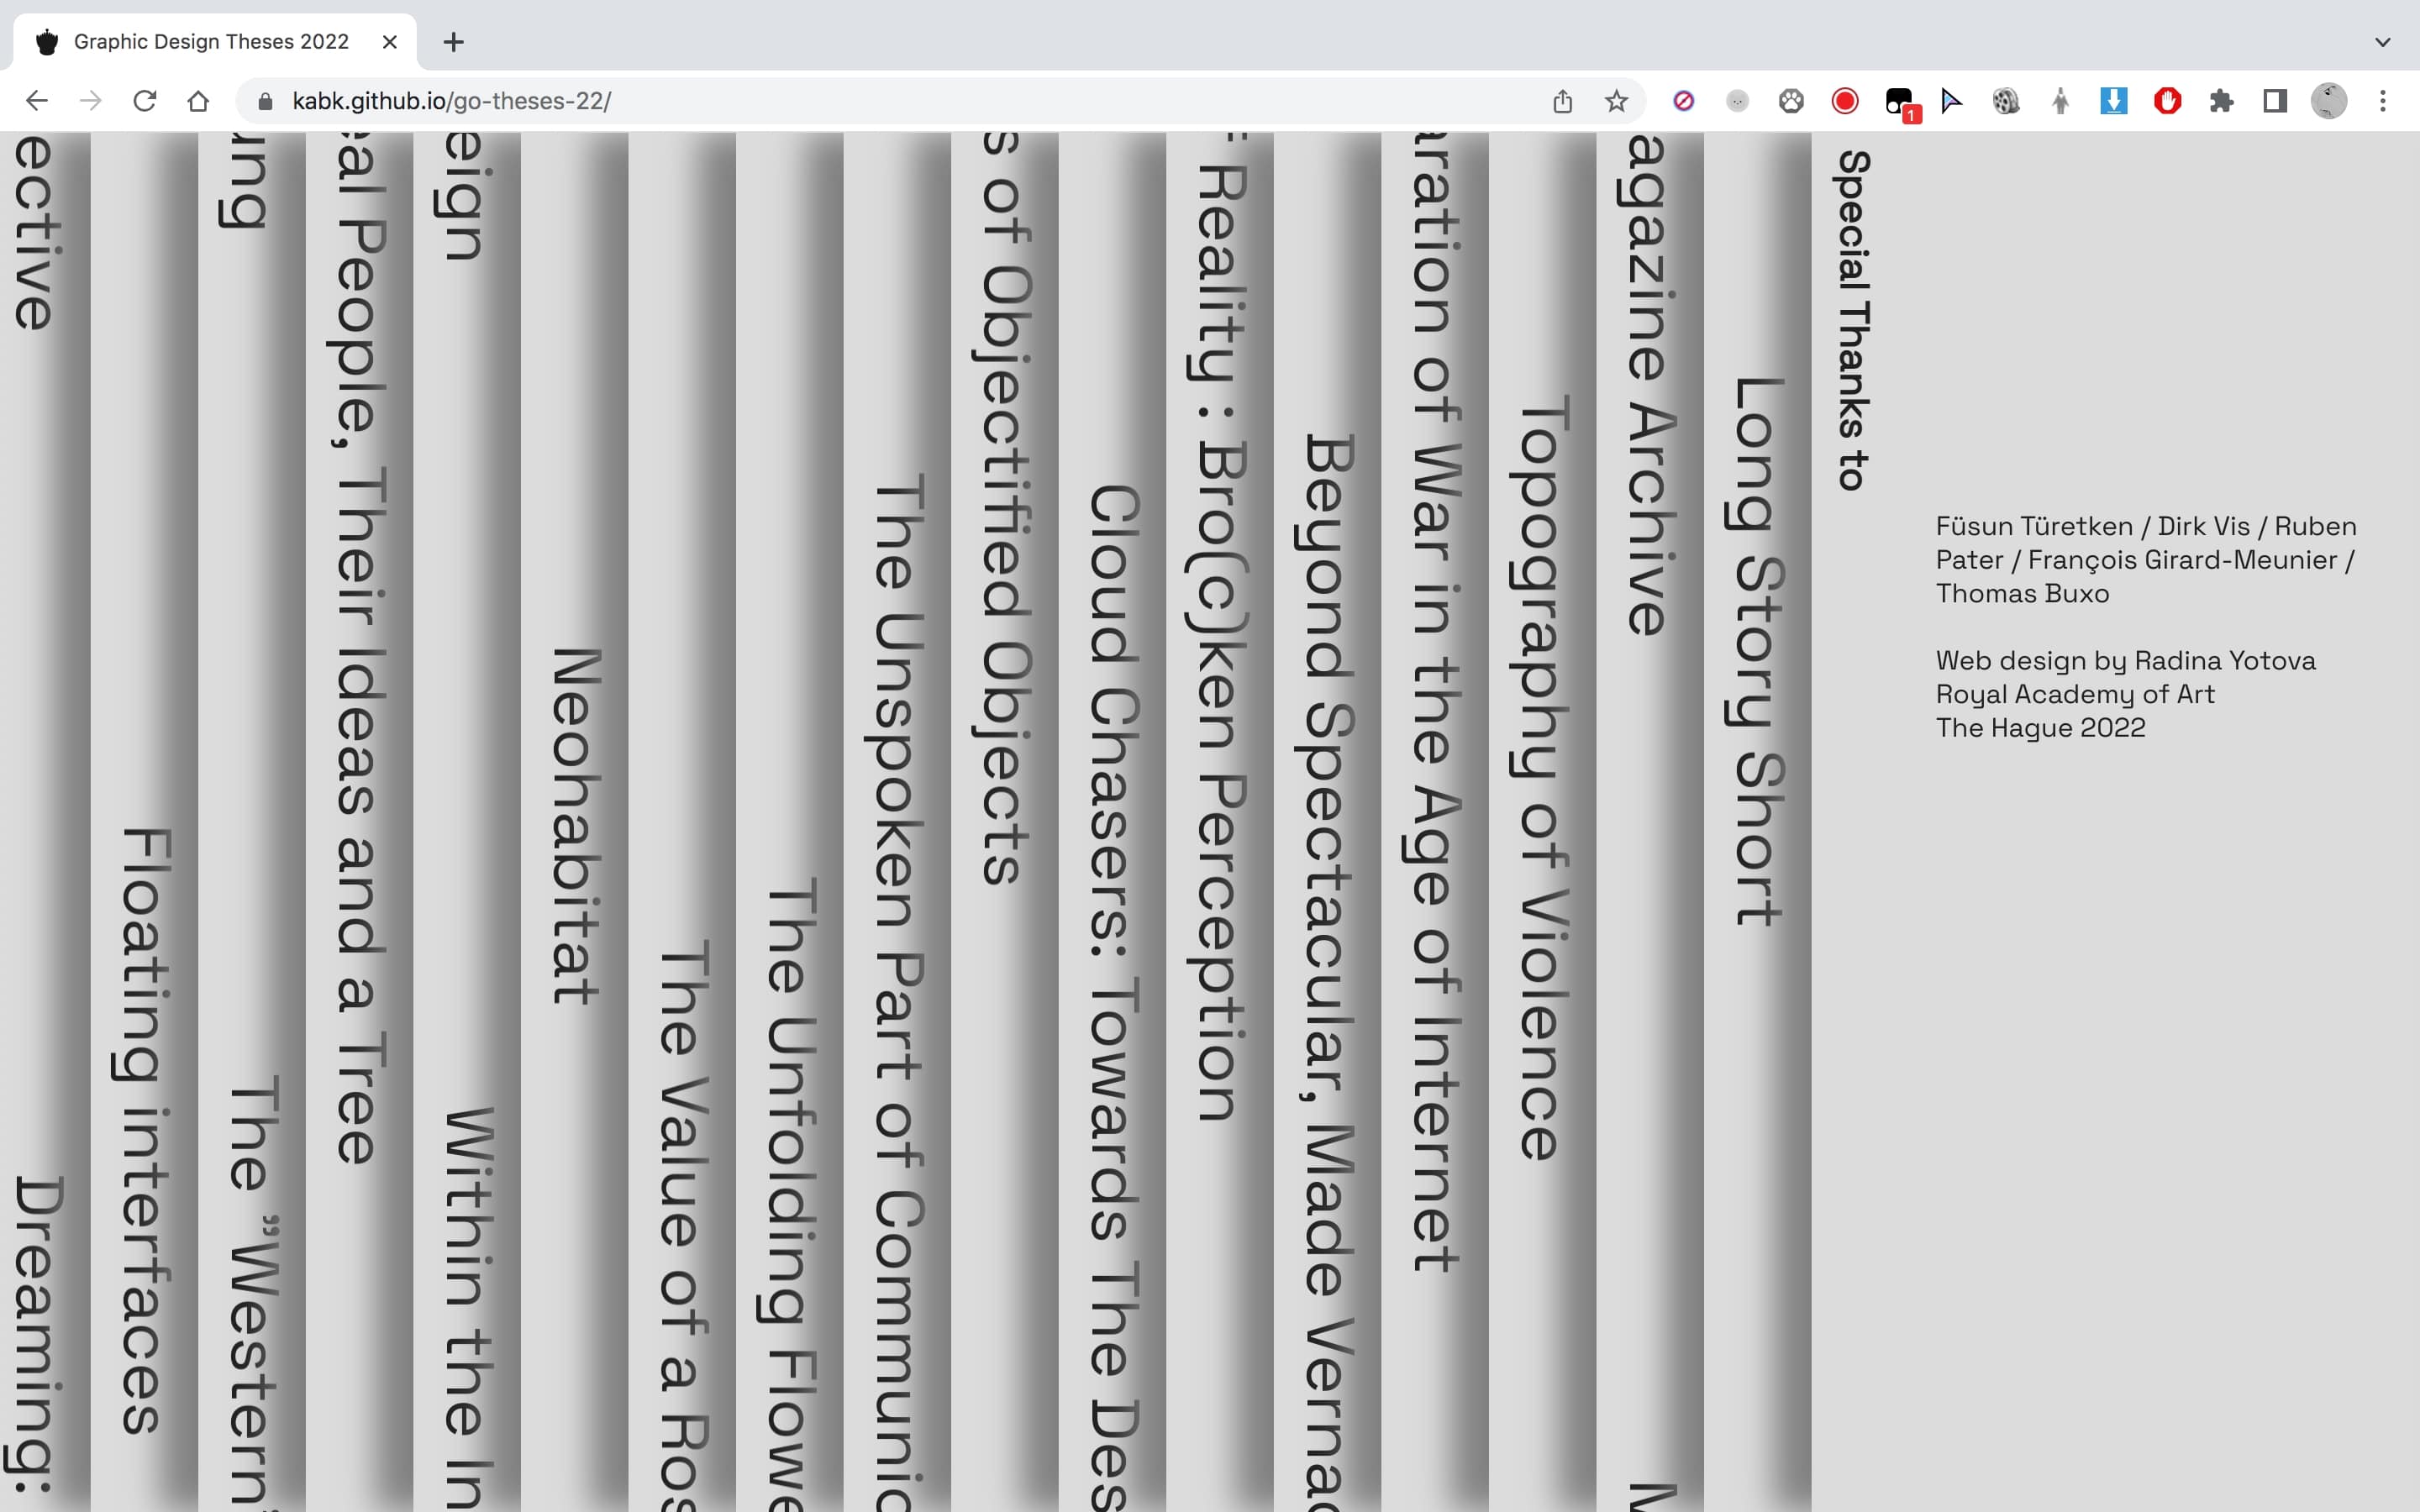 Graphic Design Theses 2022
kabk.github.io/go-theses-22/
1
ective
Dreaming:
Floating interfaces
ung
The "Western
eal People, Their Ideas and a Tree
eign
Within the In
Neohabitat
The Value of a Ros
The Unfolding Flowe
The Unspoken Part of Communic
s of Objectified Objects
Cloud Chasers: Towards The Des
f Reality : Bro(c)ken Perception
Beyond Spectacular, Made Vernac
aration of War in the Age of Internet
Topography of Violence
agazine Archive
M
Long Story Short
Special Thanks to
Füsun Türetken / Dirk Vis / Ruben
Pater / François Girard-Meunier /
Thomas Buxo
Web design by Radina Yotova
Royal Academy of Art
The Hague 2022